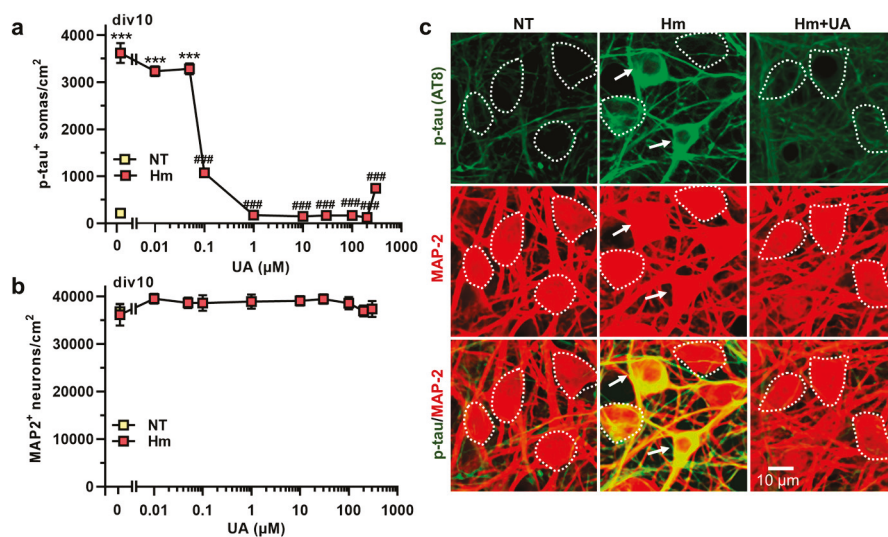 a
div10
p-tau+ somas/cm2
4000
3000
2000
1000
0
***
***
***
###
###
###
###
###
###
###
NT
Hm
0
0.01
0.1
1
10
100
1000
UA (µM)
b
div10
MAP2+ neurons/cm2
40000
30000
20000
10000
0
NT
Hm
0
0.01
0.1
1
10
100
1000
UA (µM)
c
NT
Hm
Hm+UA
p-tau (AT8)
MAP-2
p-tau/MAP-2
10 µm